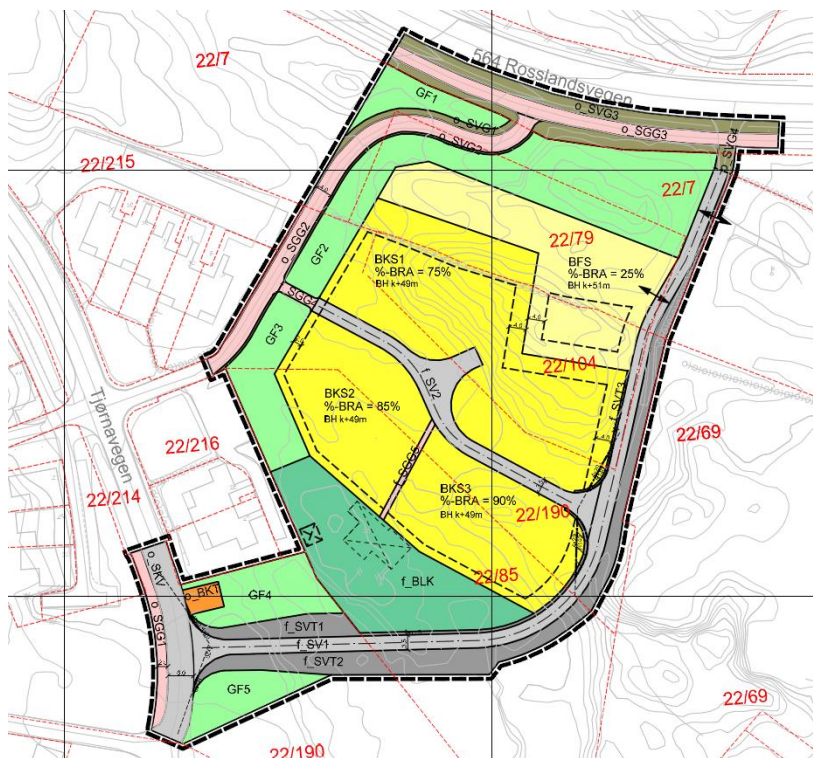 22/7
564 Rosslandsvegen
GF1
o_SVG1
o_SVG2
o_SVG3
o_SGG3
o_SVG4
22/215
22/7
22/79
o_SGG2
GF2
BKS1
%-BRA = 75%
BH k+49m
BFS
%-BRA = 25%
BH k+51m
SGG4
GF3
22/104
f_SV2
f_SVT3
BKS2
%-BRA = 85%
BH k+49m
Tjørnavegen
22/216
22/69
22/214
BKS3
%-BRA = 90%
BH k+49m
22/190
o_SKV
o_BKT
GF4
f_BLK
22/85
o_SGG1
f_SVT1
f_SV1
f_SVT2
GF5
22/69
22/190